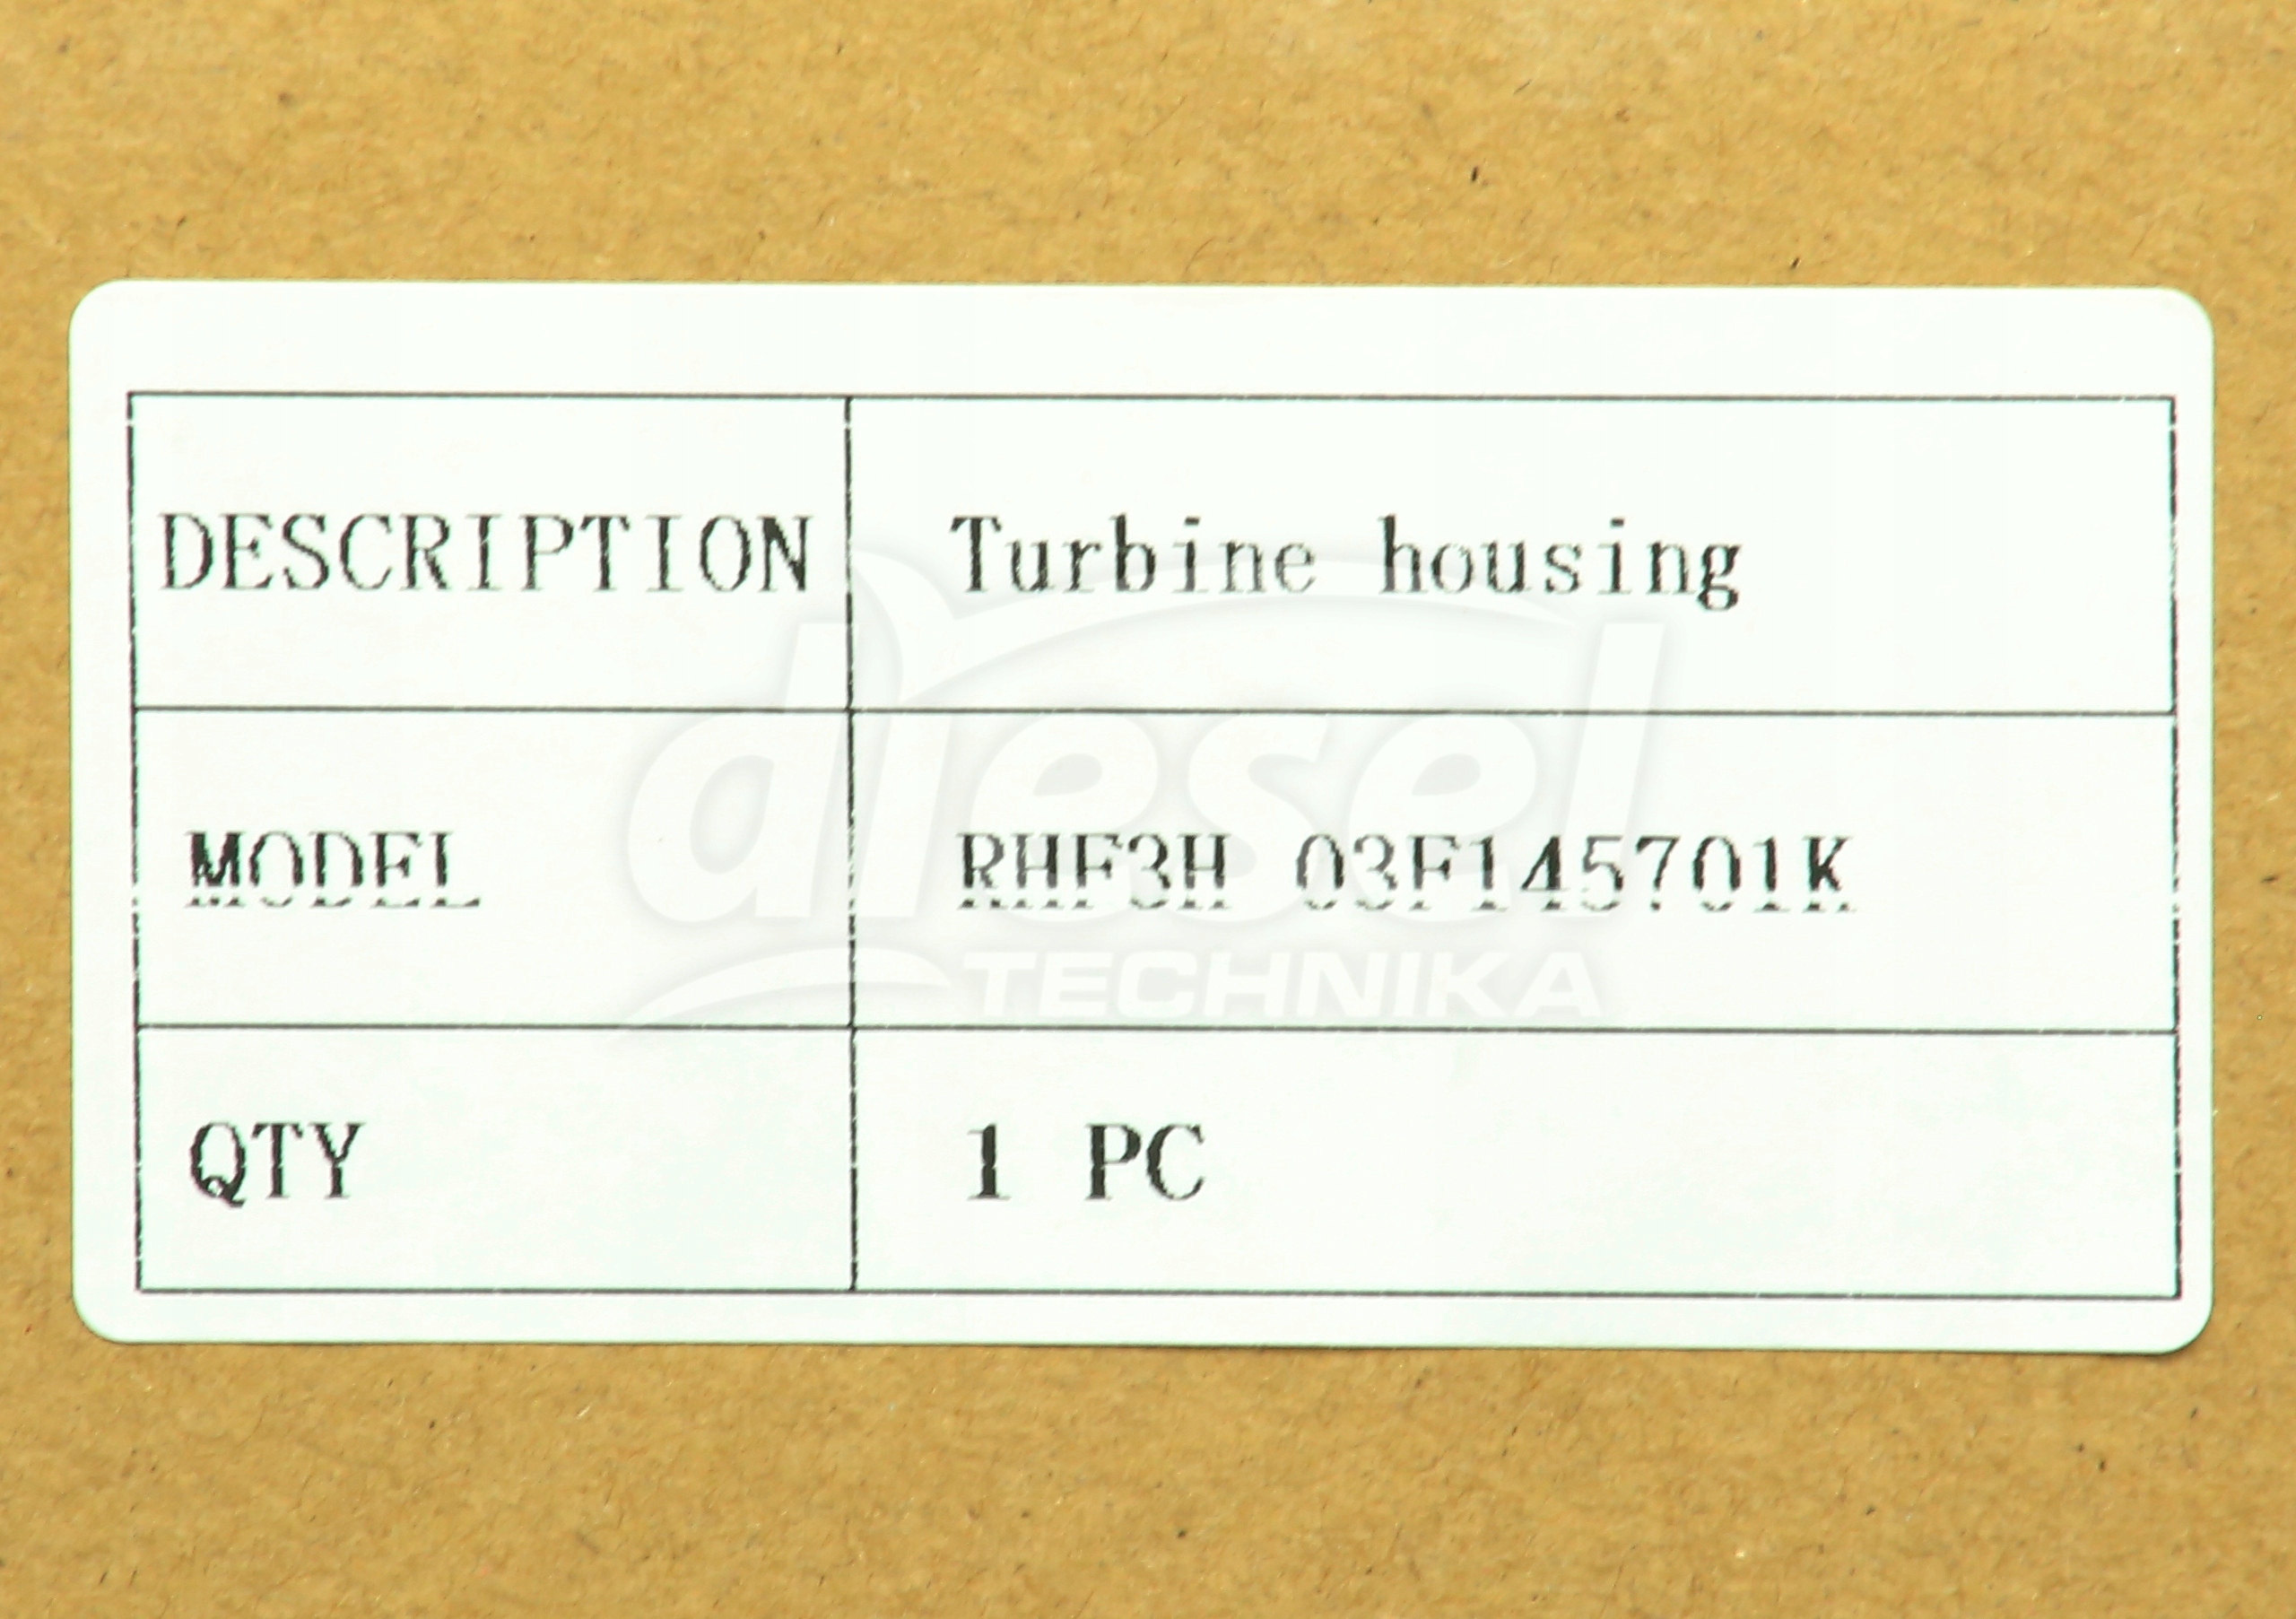 DESCRIPTION Turbine housing
diesel
MODEL RHF3H 03F145701K
TECHNIKA
QTY 1 PC